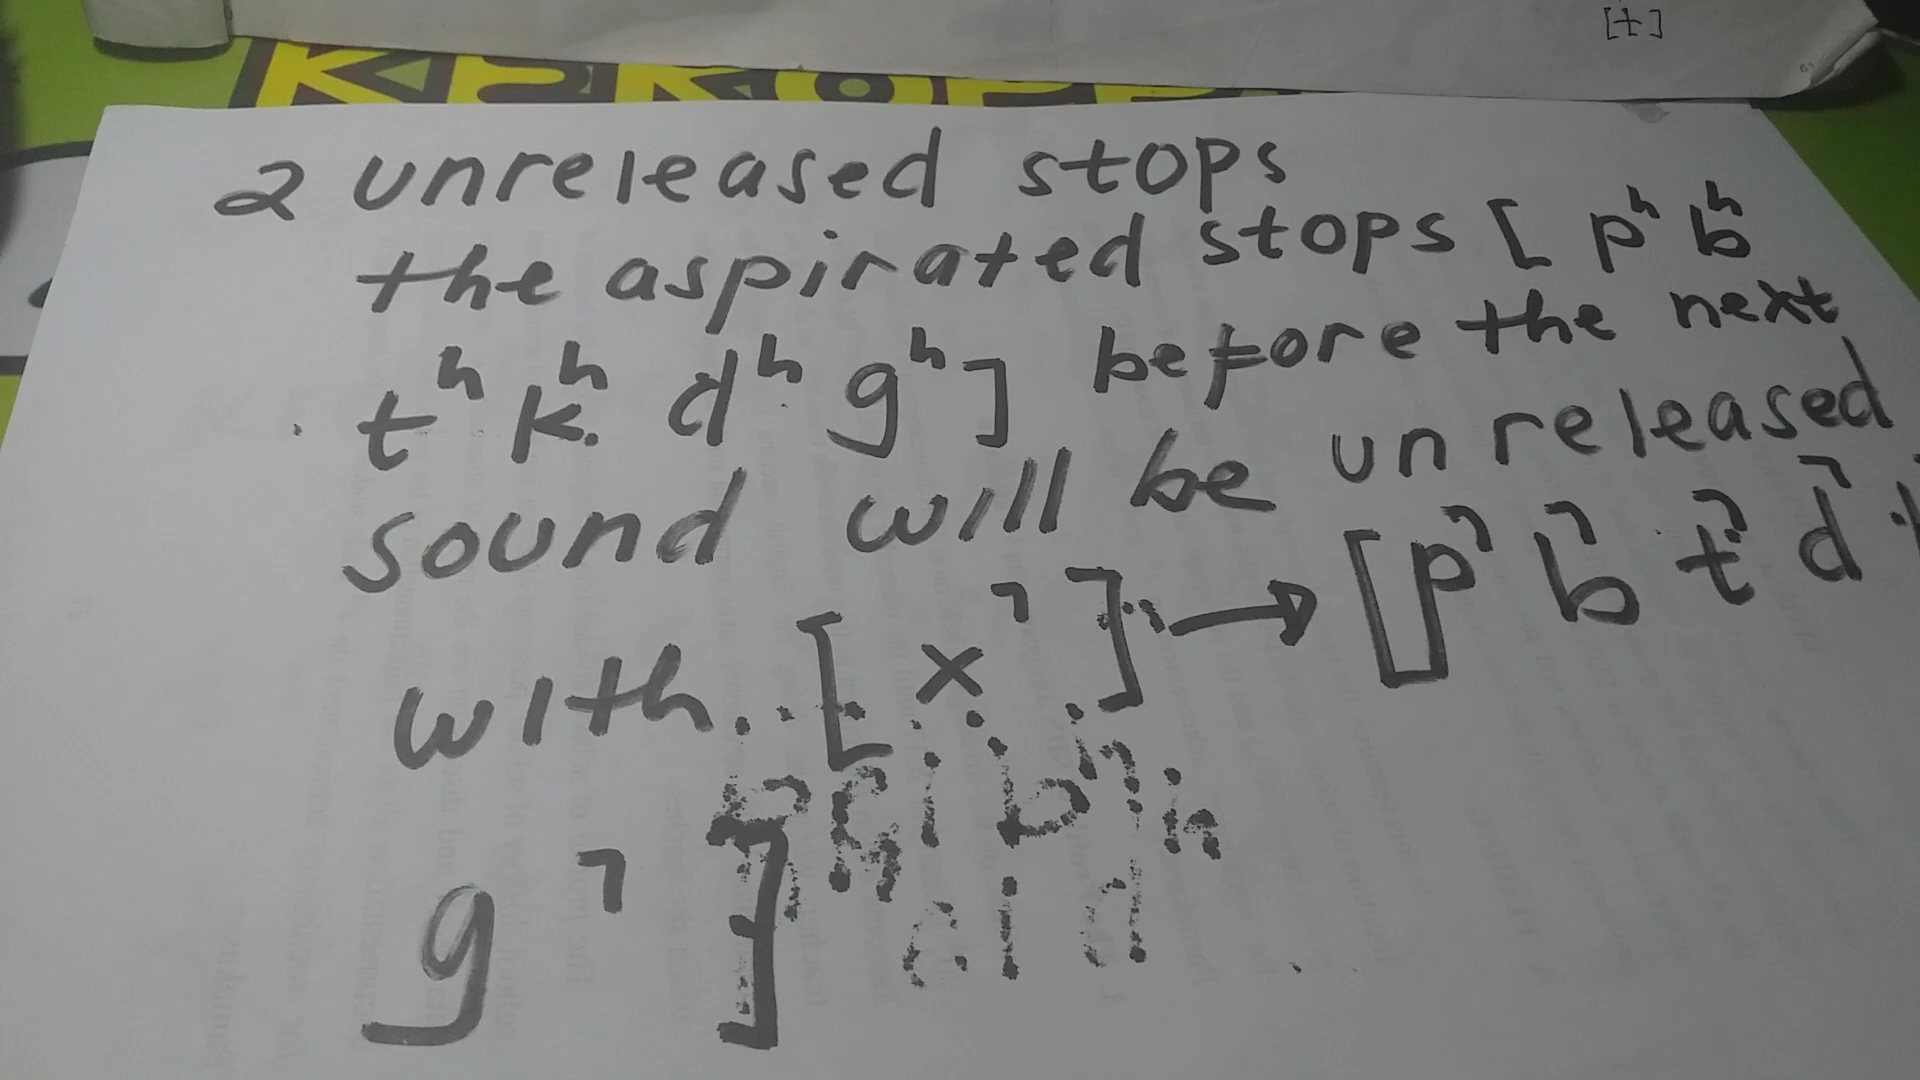 [t]
2 unreleased stops
the aspirated stops [ pʰ bʰ
tʰ kʰ dʰ gʰ] before the next
sound will be unreleased
with [x̚ ] → [p̚ b̚ t̚ d̚
g̚ ]